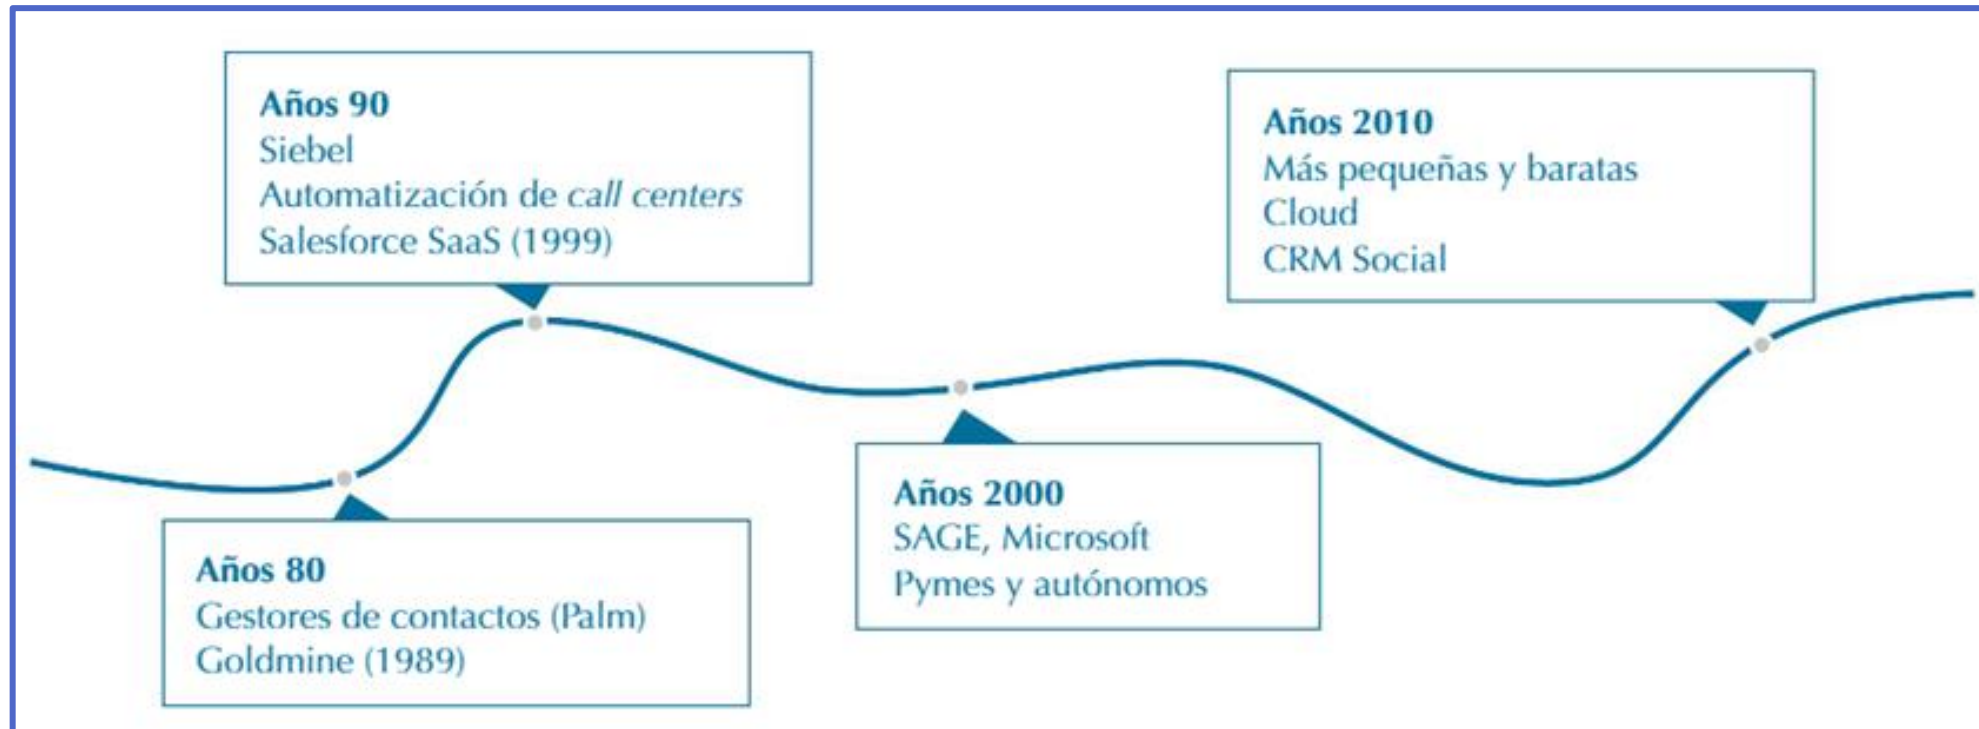 Años 90
Siebel
Automatización de call centers
Salesforce SaaS (1999)
Años 2010
Más pequeñas y baratas
Cloud
CRM Social
Años 2000
SAGE, Microsoft
Pymes y autónomos
Años 80
Gestores de contactos (Palm)
Goldmine (1989)